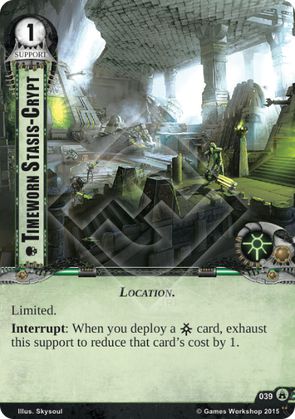 1
SUPPORT
TIMEWORN STASIS-CRYPT
LOCATION.
Limited.
Interrupt: When you deploy a card, exhaust
this support to reduce that card's cost by 1.
039
Illus. Skysoul
© Games Workshop 2015